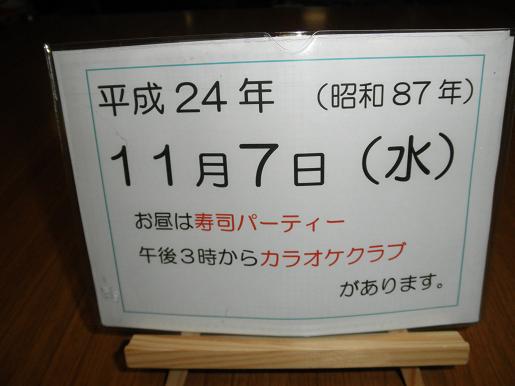 平成24年 （昭和87年）
11月7日（水）
お昼は寿司パーティー
午後3時からカラオケクラブ
があります。